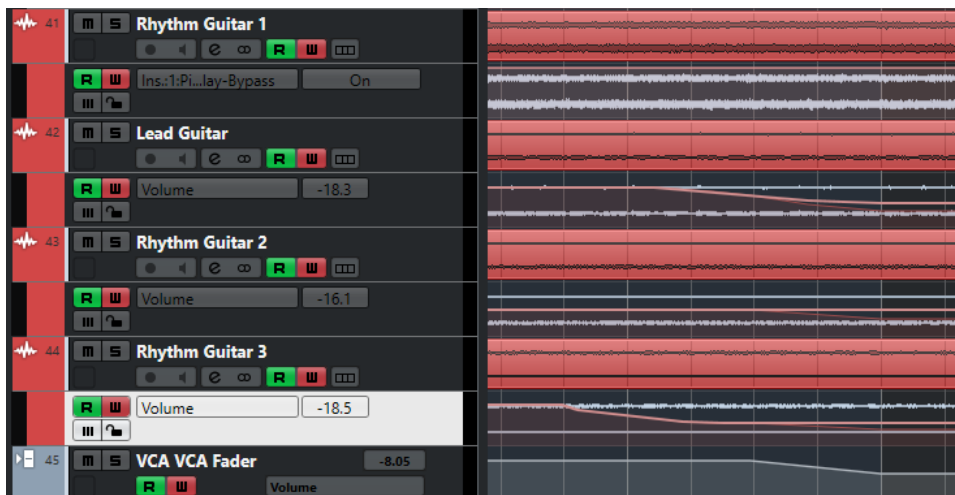 41 m S Rhythm Guitar 1
e R W
R W Ins.:1:Pi...lay-Bypass On
42 m S Lead Guitar
e R W
R W Volume -18.3
43 m S Rhythm Guitar 2
e R W
R W Volume -16.1
44 m S Rhythm Guitar 3
e R W
R W Volume -18.5
45 m S VCA VCA Fader -8.05
R W Volume